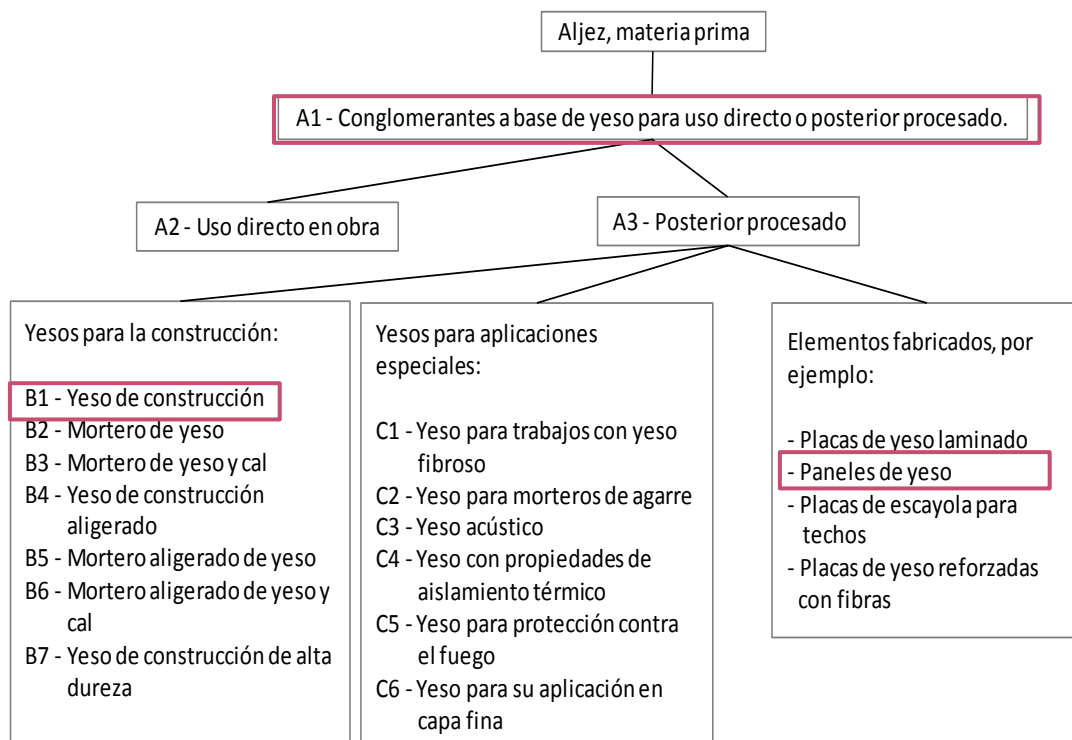 Aljez, materia prima
A1 - Conglomerantes a base de yeso para uso directo o posterior procesado.
A2 - Uso directo en obra
A3 - Posterior procesado
Yesos para la construcción:
B1 - Yeso de construcción
B2 - Mortero de yeso
B3 - Mortero de yeso y cal
B4 - Yeso de construcción
aligerado
B5 - Mortero aligerado de yeso
B6 - Mortero aligerado de yeso y
cal
B7 - Yeso de construcción de alta
dureza
Yesos para aplicaciones
especiales:
C1 - Yeso para trabajos con yeso
fibroso
C2 - Yeso para morteros de agarre
C3 - Yeso acústico
C4 - Yeso con propiedades de
aislamiento térmico
C5 - Yeso para protección contra
el fuego
C6 - Yeso para su aplicación en
capa fina
Elementos fabricados, por
ejemplo:
- Placas de yeso laminado
- Paneles de yeso
- Placas de escayola para
techos
- Placas de yeso reforzadas
con fibras